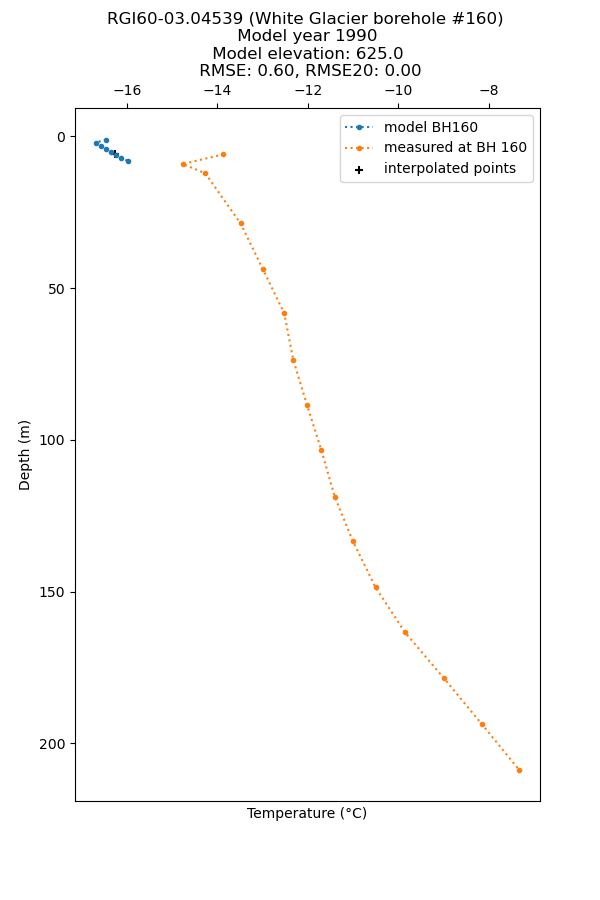 RGI60-03.04539 (White Glacier borehole #160)
Model year 1990
Model elevation: 625.0
RMSE: 0.60, RMSE20: 0.00
−16 −14 −12 −10 −8
model BH160
measured at BH 160
interpolated points
0
50
100
150
200
Depth (m)
Temperature (°C)